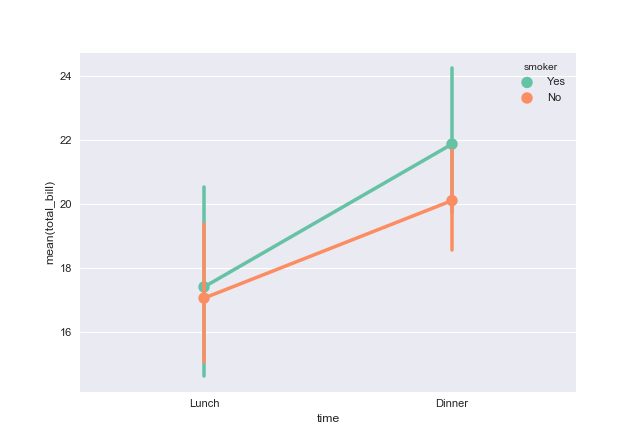 smoker
Yes
No
24
22
20
18
16
mean(total_bill)
Lunch
Dinner
time